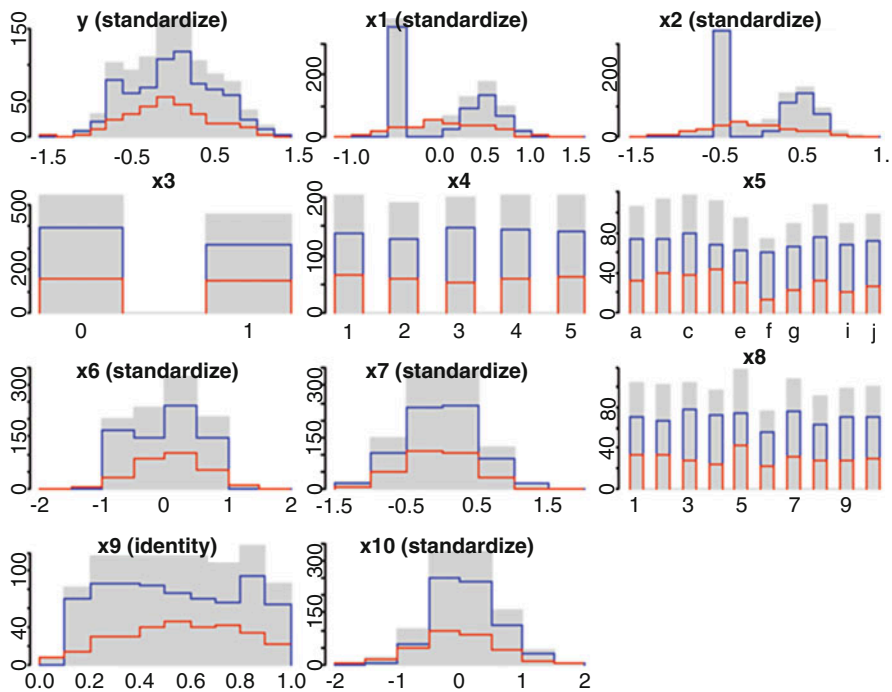 y (standardize)
0 50 150
-1.5 -0.5 0.5 1.5
x1 (standardize)
0 200
-1.0 0.0 1.0 1.6
x2 (standardize)
0 200
-1.5 -0.5 0.5 1.
x3
0 200 500
0 1
x4
0 100 200
1 2 3 4 5
x5
0 40 80
a c e f g i j
x6 (standardize)
0 150 300
-2 -1 0 1 2
x7 (standardize)
0 150 300
-1.5 -0.5 0.5 1.5
x8
0 40 80
1 3 5 7 9
x9 (identity)
0 40 100
0.0 0.2 0.4 0.6 0.8 1.0
x10 (standardize)
0 150 300
-2 -1 0 1 2